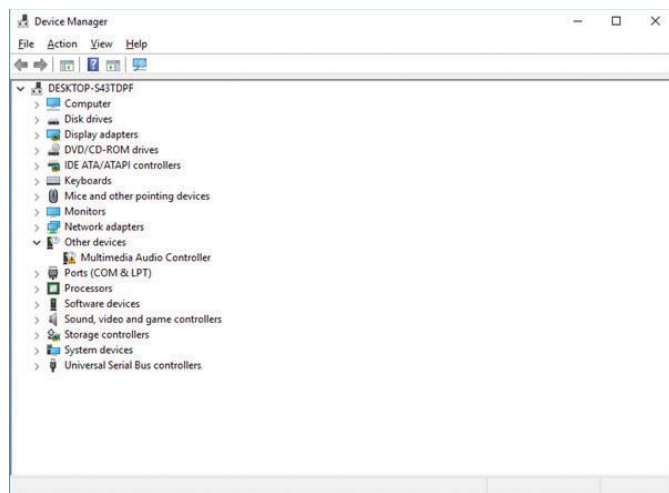 Device Manager
File Action View Help
DESKTOP-S43TDPF
Computer
Disk drives
Display adapters
DVD/CD-ROM drives
IDE ATA/ATAPI controllers
Keyboards
Mice and other pointing devices
Monitors
Network adapters
Other devices
Multimedia Audio Controller
Ports (COM & LPT)
Processors
Software devices
Sound, video and game controllers
Storage controllers
System devices
Universal Serial Bus controllers